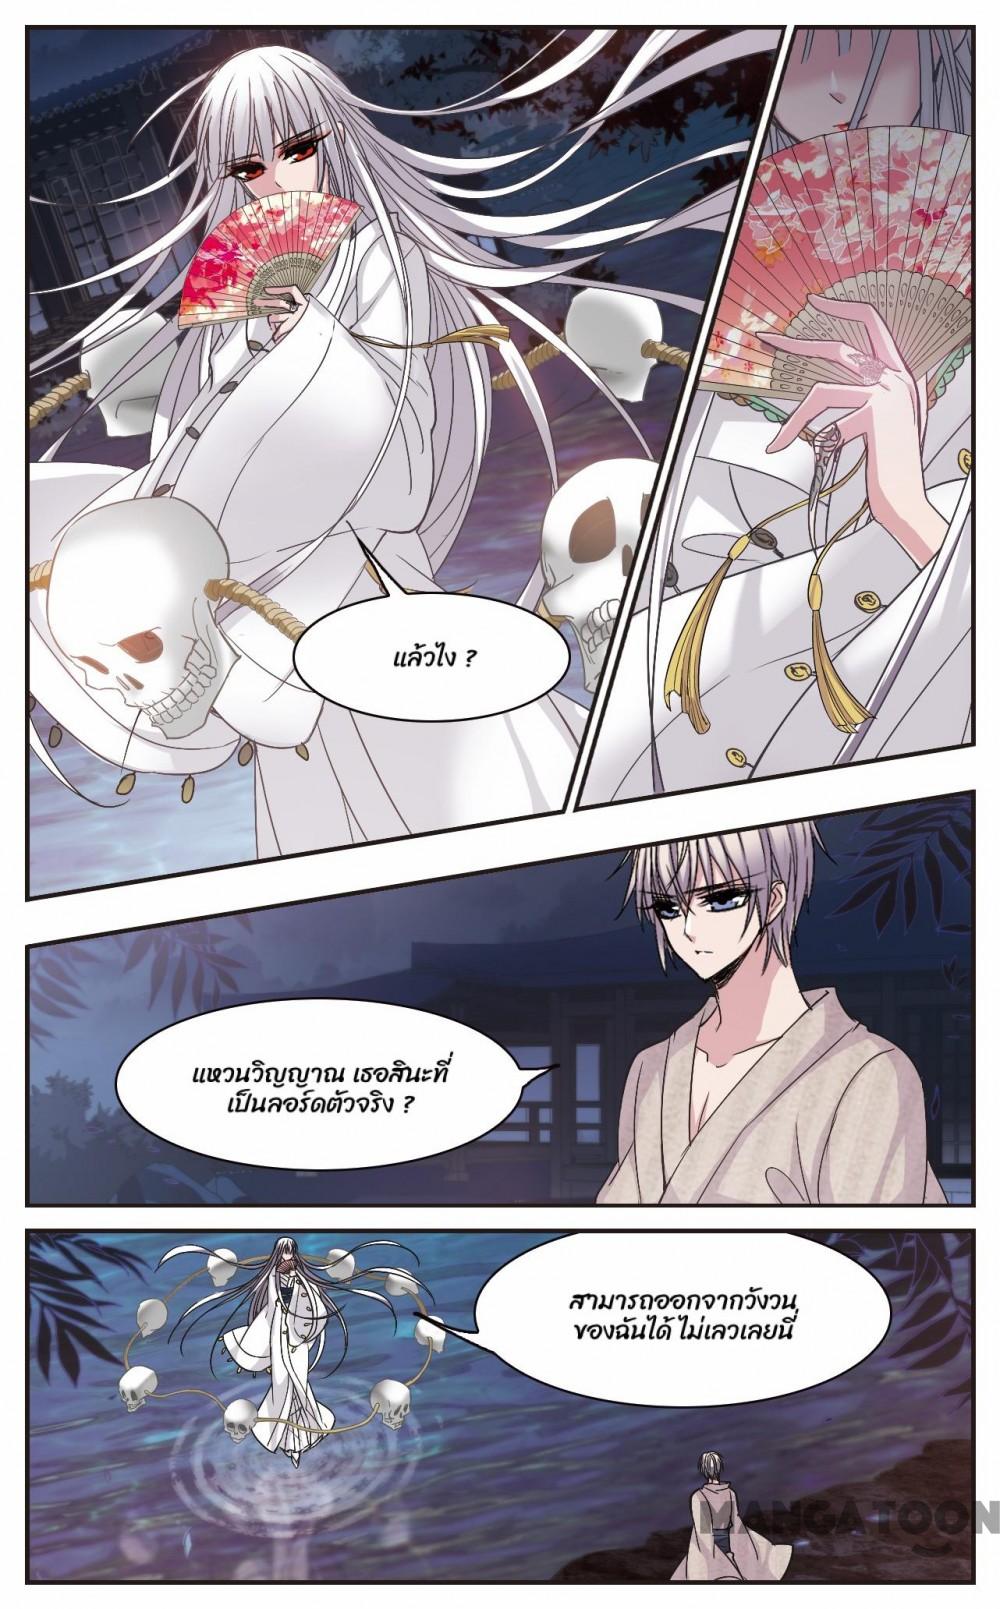 แล้วไง ?
แหวนวิญญาณ เธอสินะที่
เป็นลอร์ดตัวจริง ?
สามารถออกจากวังวน
ของฉันได้ ไม่เลวเลยนี่
MANGATOON